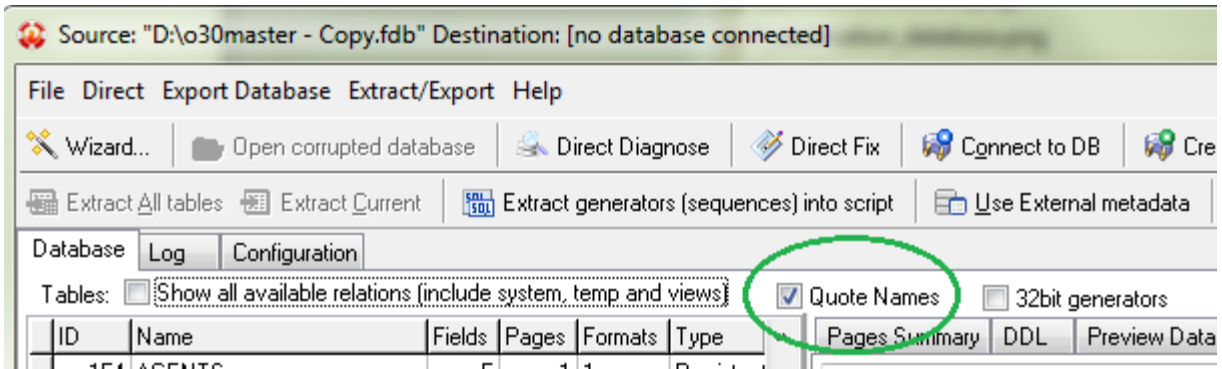 Source: "D:\o30master - Copy.fdb" Destination: [no database connected]
File Direct Export Database Extract/Export Help
Wizard... Open corrupted database Direct Diagnose Direct Fix Connect to DB Cre
Extract All tables Extract Current Extract generators (sequences) into script Use External metadata
Database Log Configuration
Tables: Show all available relations (include system, temp and views) Quote Names 32bit generators
ID Name Fields Pages Formats Type Pages Summary DDL Preview Data